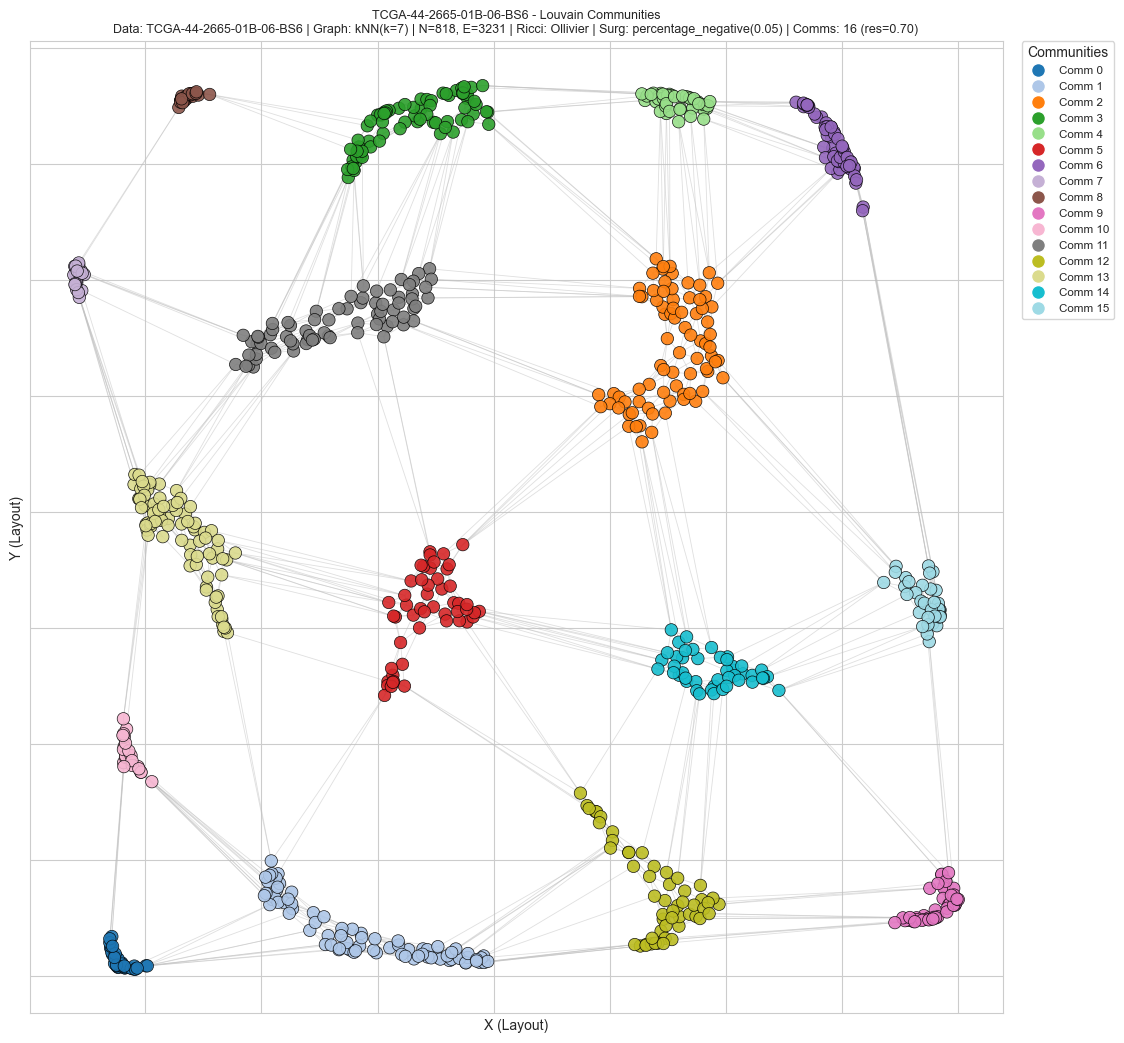 TCGA-44-2665-01B-06-BS6 - Louvain Communities
Data: TCGA-44-2665-01B-06-BS6 | Graph: kNN(k=7) | N=818, E=3231 | Ricci: Ollivier | Surg: percentage_negative(0.05) | Comms: 16 (res=0.70)
Communities
Comm 0
Comm 1
Comm 2
Comm 3
Comm 4
Comm 5
Comm 6
Comm 7
Comm 8
Comm 9
Comm 10
Comm 11
Comm 12
Comm 13
Comm 14
Comm 15
Y (Layout)
X (Layout)